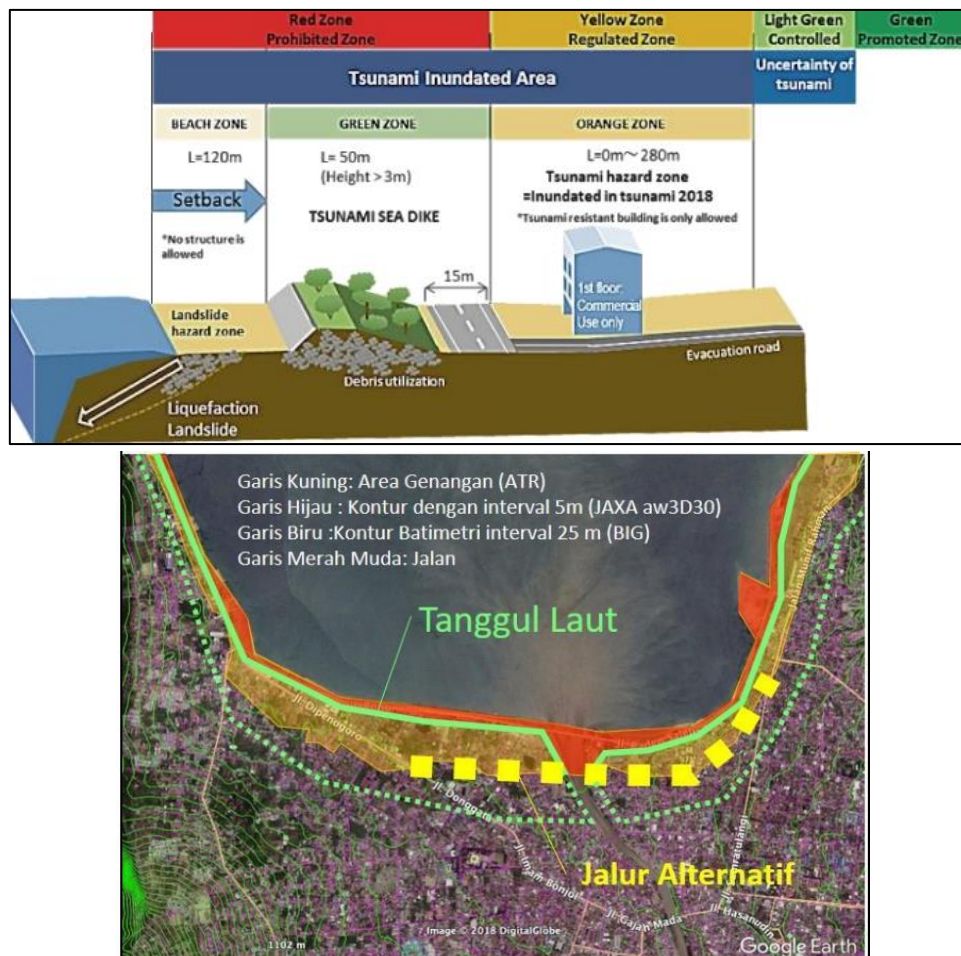 Red Zone
Prohibited Zone
Yellow Zone
Regulated Zone
Light Green
Controlled
Green
Promoted Zone
Tsunami Inundated Area
Uncertainty of
tsunami
BEACH ZONE
GREEN ZONE
ORANGE ZONE
L=120m
L= 50m
(Height > 3m)
L=0m～280m
Tsunami hazard zone
=Inundated in tsunami 2018
*Tsunami resistant building is only allowed
Setback
TSUNAMI SEA DIKE
*No structure is
allowed
15m
1st floor:
Commercial
Use only
Landslide
hazard zone
Evacuation road
Debris utilization
Liquefaction
Landslide
Garis Kuning: Area Genangan (ATR)
Garis Hijau : Kontur dengan interval 5m (JAXA aw3D30)
Garis Biru :Kontur Batimetri interval 25 m (BIG)
Garis Merah Muda: Jalan
Tanggul Laut
Jalan Munif Rahman
Jl. Dipenogoro
Jl. Donggala
Jl. Imam Bonjol
Jalur Alternatif
Jl. Gajah Mada
Jl. Hasanudin
1102 m
Image © 2018 DigitalGlobe
Google Earth